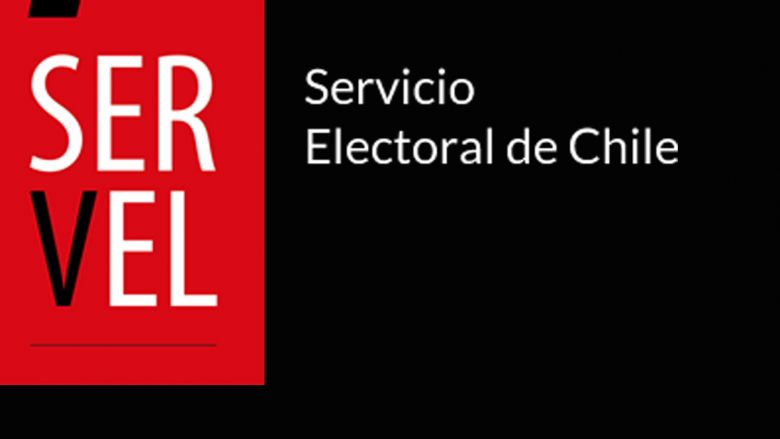 SER
VEL
Servicio
Electoral de Chile